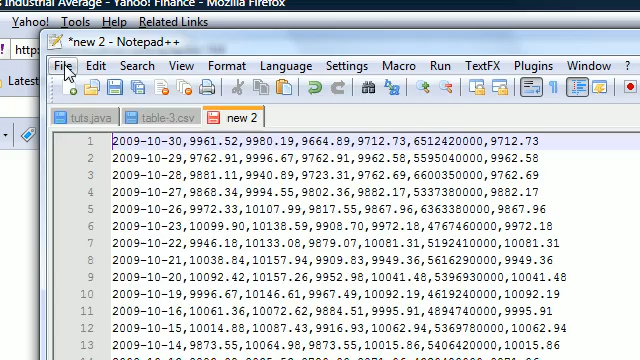 s Industrial Average - Yahoo! Finance - Mozilla Firefox
Yahoo! Tools Help Related Links
*new 2 - Notepad++
http:
File Edit Search View Format Language Settings Macro Run TextFX Plugins Window ?
Latest
tuts.java table-3.csv new 2
1 2009-10-30,9961.52,9980.19,9664.89,9712.73,6512420000,9712.73
2 2009-10-29,9762.91,9996.67,9762.91,9962.58,5595040000,9962.58
3 2009-10-28,9881.11,9940.89,9723.31,9762.69,6600350000,9762.69
4 2009-10-27,9868.34,9994.55,9802.36,9882.17,5337380000,9882.17
5 2009-10-26,9972.33,10107.99,9817.55,9867.96,6363380000,9867.96
6 2009-10-23,10099.90,10138.59,9908.70,9972.18,4767460000,9972.18
7 2009-10-22,9946.18,10133.08,9879.07,10081.31,5192410000,10081.31
8 2009-10-21,10038.84,10157.94,9909.83,9949.36,5616290000,9949.36
9 2009-10-20,10092.42,10157.26,9952.98,10041.48,5396930000,10041.48
10 2009-10-19,9996.67,10146.61,9967.49,10092.19,4619240000,10092.19
11 2009-10-16,10061.36,10072.62,9884.51,9995.91,4894740000,9995.91
12 2009-10-15,10014.88,10087.43,9916.93,10062.94,5369780000,10062.94
13 2009-10-14,9873.55,10064.98,9873.55,10015.86,5406420000,10015.86